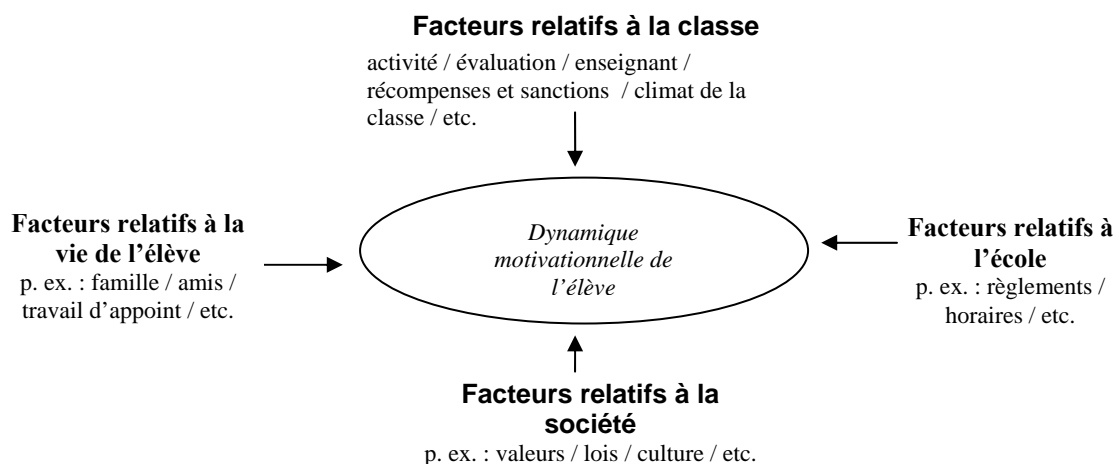 Facteurs relatifs à la classe
activité / évaluation / enseignant /
récompenses et sanctions / climat de la
classe / etc.
Facteurs relatifs à la
vie de l’élève
p. ex. : famille / amis /
travail d’appoint / etc.
Dynamique
motivationnelle de
l’élève
Facteurs relatifs à
l’école
p. ex. : règlements /
horaires / etc.
Facteurs relatifs à la
société
p. ex. : valeurs / lois / culture / etc.